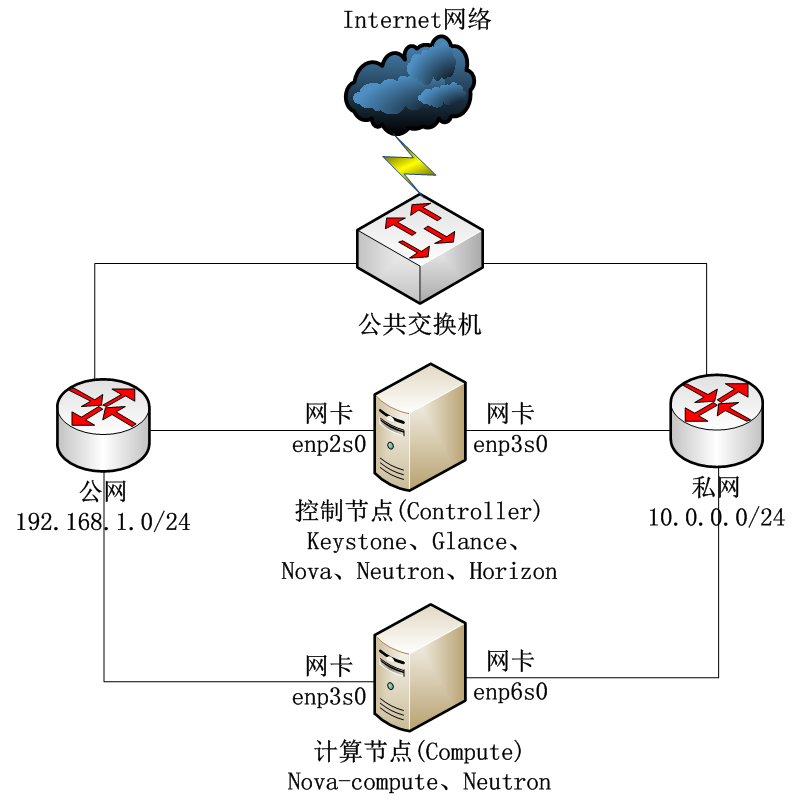 Internet网络
公共交换机
网卡
enp2s0
网卡
enp3s0
公网
192.168.1.0/24
私网
10.0.0.0/24
控制节点(Controller)
Keystone、Glance、
Nova、Neutron、Horizon
网卡
enp3s0
网卡
enp6s0
计算节点(Compute)
Nova-compute、Neutron